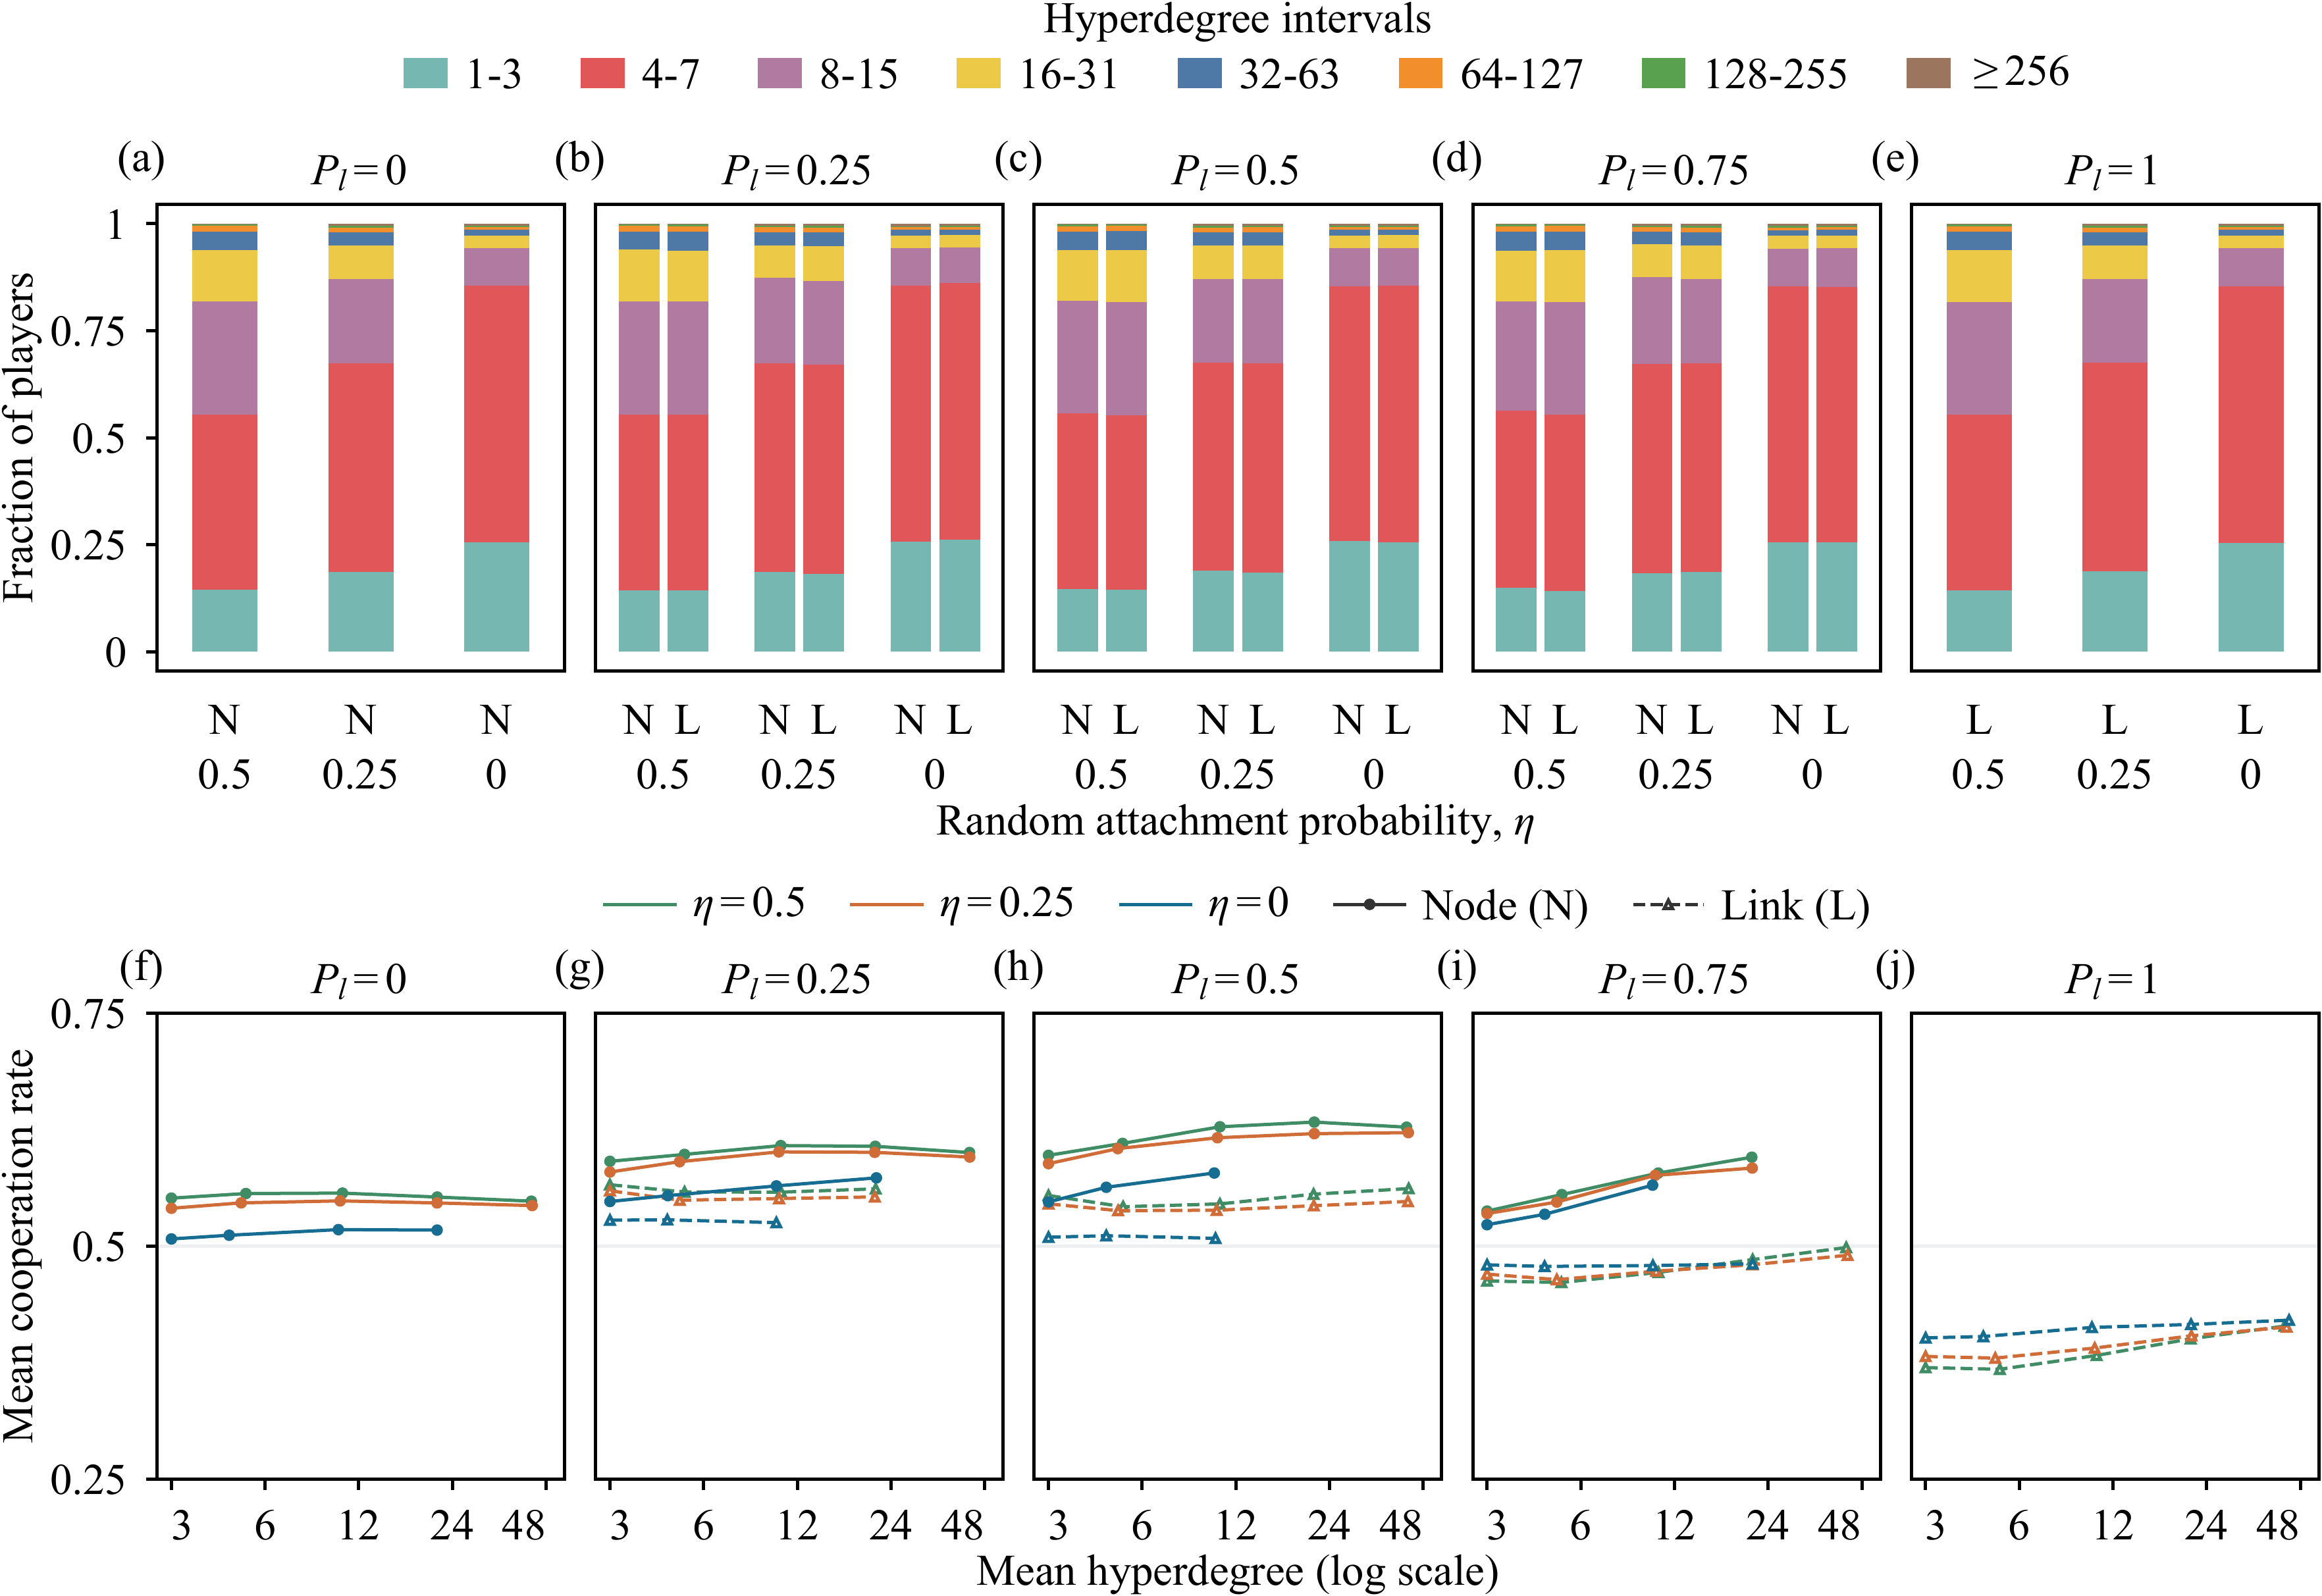 Hyperdegree intervals
1-3 4-7 8-15 16-31 32-63 64-127 128-255 ≥256
(a) (b) (c) (d) (e)
P_l = 0 P_l = 0.25 P_l = 0.5 P_l = 0.75 P_l = 1
Fraction of players
1
0.75
0.5
0.25
0
N N N N L N L N L N L N L N L N L N L N L L L L
0.5 0.25 0 0.5 0.25 0 0.5 0.25 0 0.5 0.25 0 0.5 0.25 0
Random attachment probability, η
η = 0.5 η = 0.25 η = 0 Node (N) Link (L)
(f) (g) (h) (i) (j)
P_l = 0 P_l = 0.25 P_l = 0.5 P_l = 0.75 P_l = 1
Mean cooperation rate
0.75
0.5
0.25
3 6 12 24 48 3 6 12 24 48 3 6 12 24 48 3 6 12 24 48 3 6 12 24 48
Mean hyperdegree (log scale)